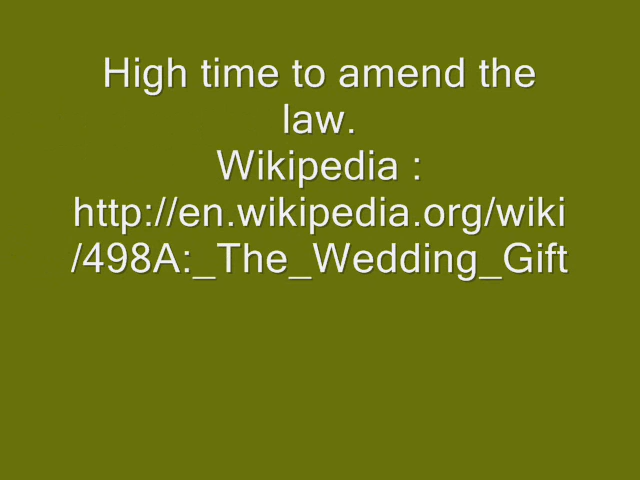 High time to amend the
law.
Wikipedia :
http://en.wikipedia.org/wiki
/498A:_The_Wedding_Gift